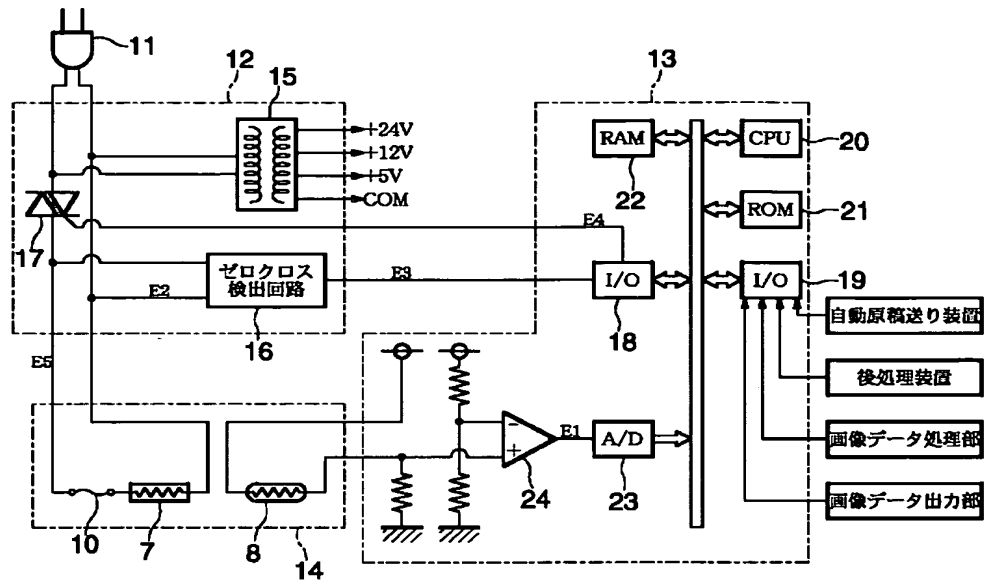 11
12
15
13
+24V
+12V
+5V
COM
RAM
CPU
20
22
ROM
21
17
E4
ゼロクロス
検出回路
E3
E2
I/O
I/O
19
16
18
自動原稿送り装置
E5
後処理装置
E1
A/D
画像データ処理部
24
23
画像データ出力部
10
7
8
14